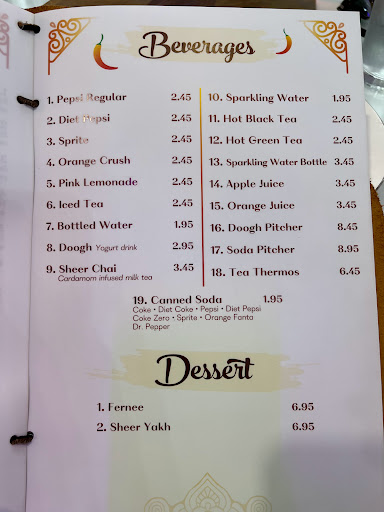 Beverages
1. Pepsi Regular 2.45
2. Diet Pepsi 2.45
3. Sprite 2.45
4. Orange Crush 2.45
5. Pink Lemonade 2.45
6. Iced Tea 2.45
7. Bottled Water 1.95
8. Doogh Yogurt drink 2.95
9. Sheer Chai 3.45
Cardamom infused milk tea
10. Sparkling Water 1.95
11. Hot Black Tea 2.45
12. Hot Green Tea 2.45
13. Sparkling Water Bottle 3.45
14. Apple Juice 3.45
15. Orange Juice 3.45
16. Doogh Pitcher 8.45
17. Soda Pitcher 8.95
18. Tea Thermos 6.45
19. Canned Soda 1.95
Coke • Diet Coke • Pepsi • Diet Pepsi
Coke Zero • Sprite • Orange Fanta
Dr. Pepper
Dessert
1. Fernee 6.95
2. Sheer Yakh 6.95